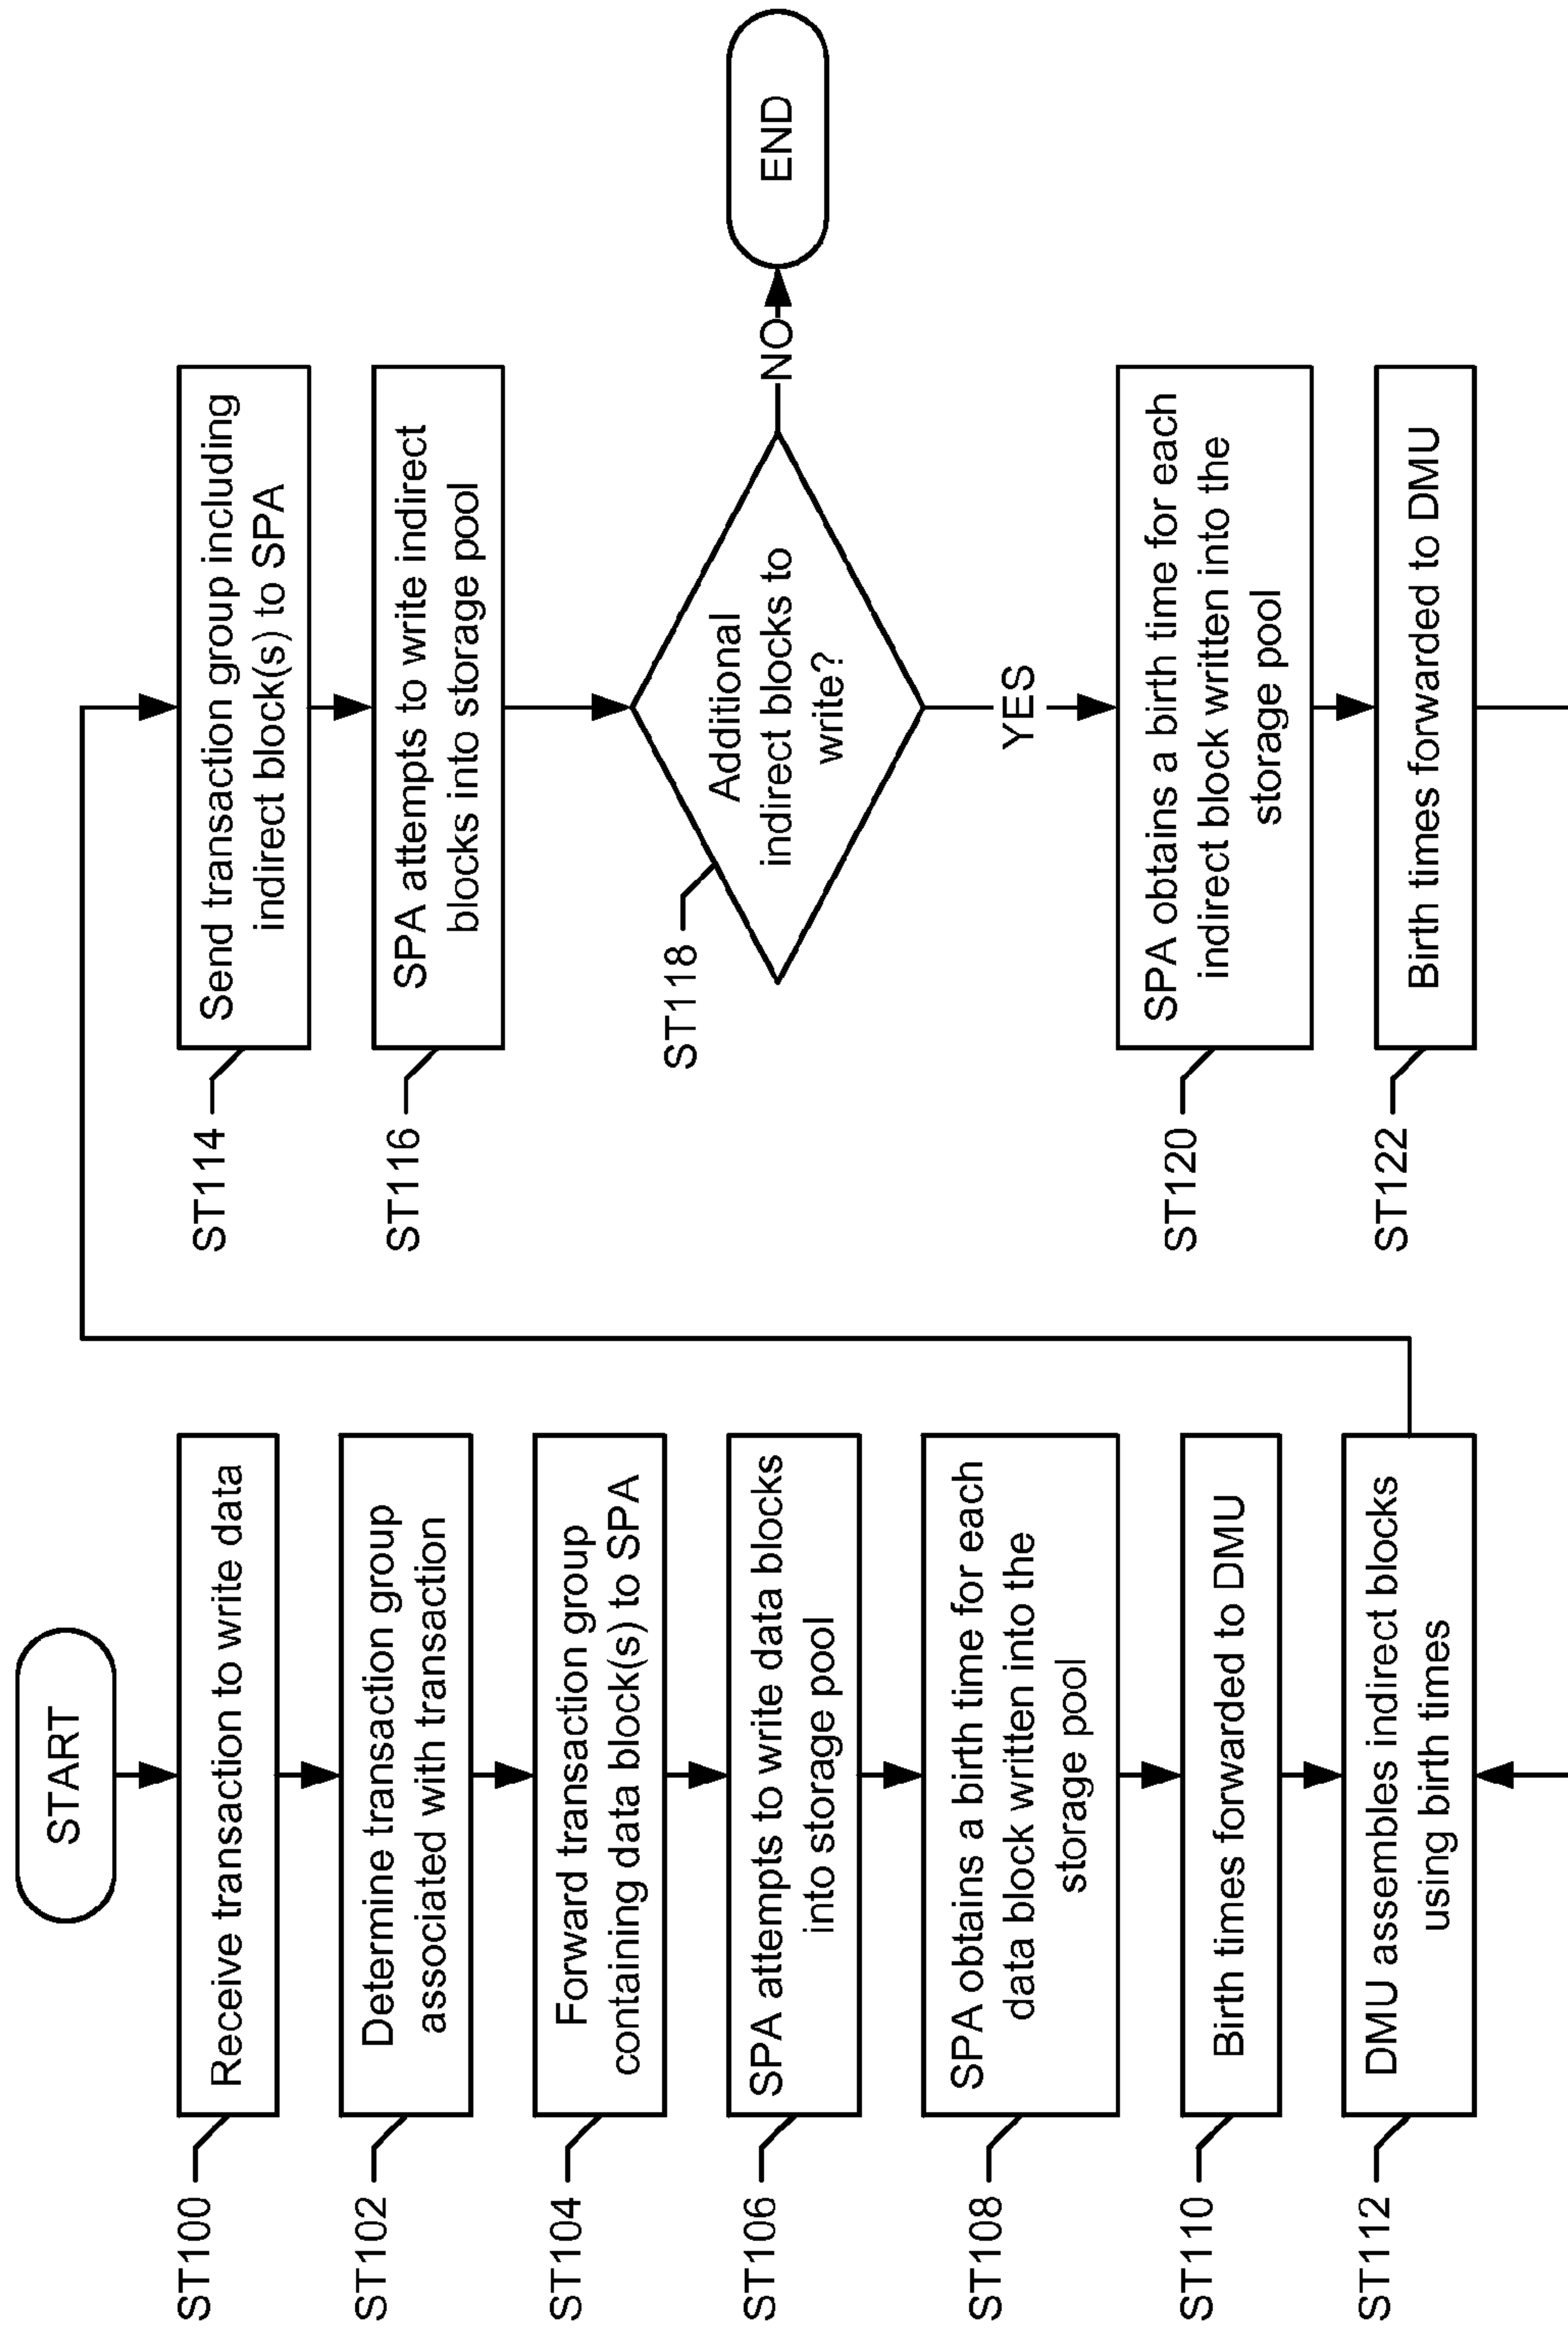 START
ST100
Receive transaction to write data
ST102
Determine transaction group
associated with transaction
ST104
Forward transaction group
containing data block(s) to SPA
ST106
SPA attempts to write data blocks
into storage pool
ST108
SPA obtains a birth time for each
data block written into the
storage pool
ST110
Birth times forwarded to DMU
ST112
DMU assembles indirect blocks
using birth times
ST114
Send transaction group including
indirect block(s) to SPA
ST116
SPA attempts to write indirect
blocks into storage pool
ST118
Additional
indirect blocks to
write?
NO
END
YES
ST120
SPA obtains a birth time for each
indirect block written into the
storage pool
ST122
Birth times forwarded to DMU